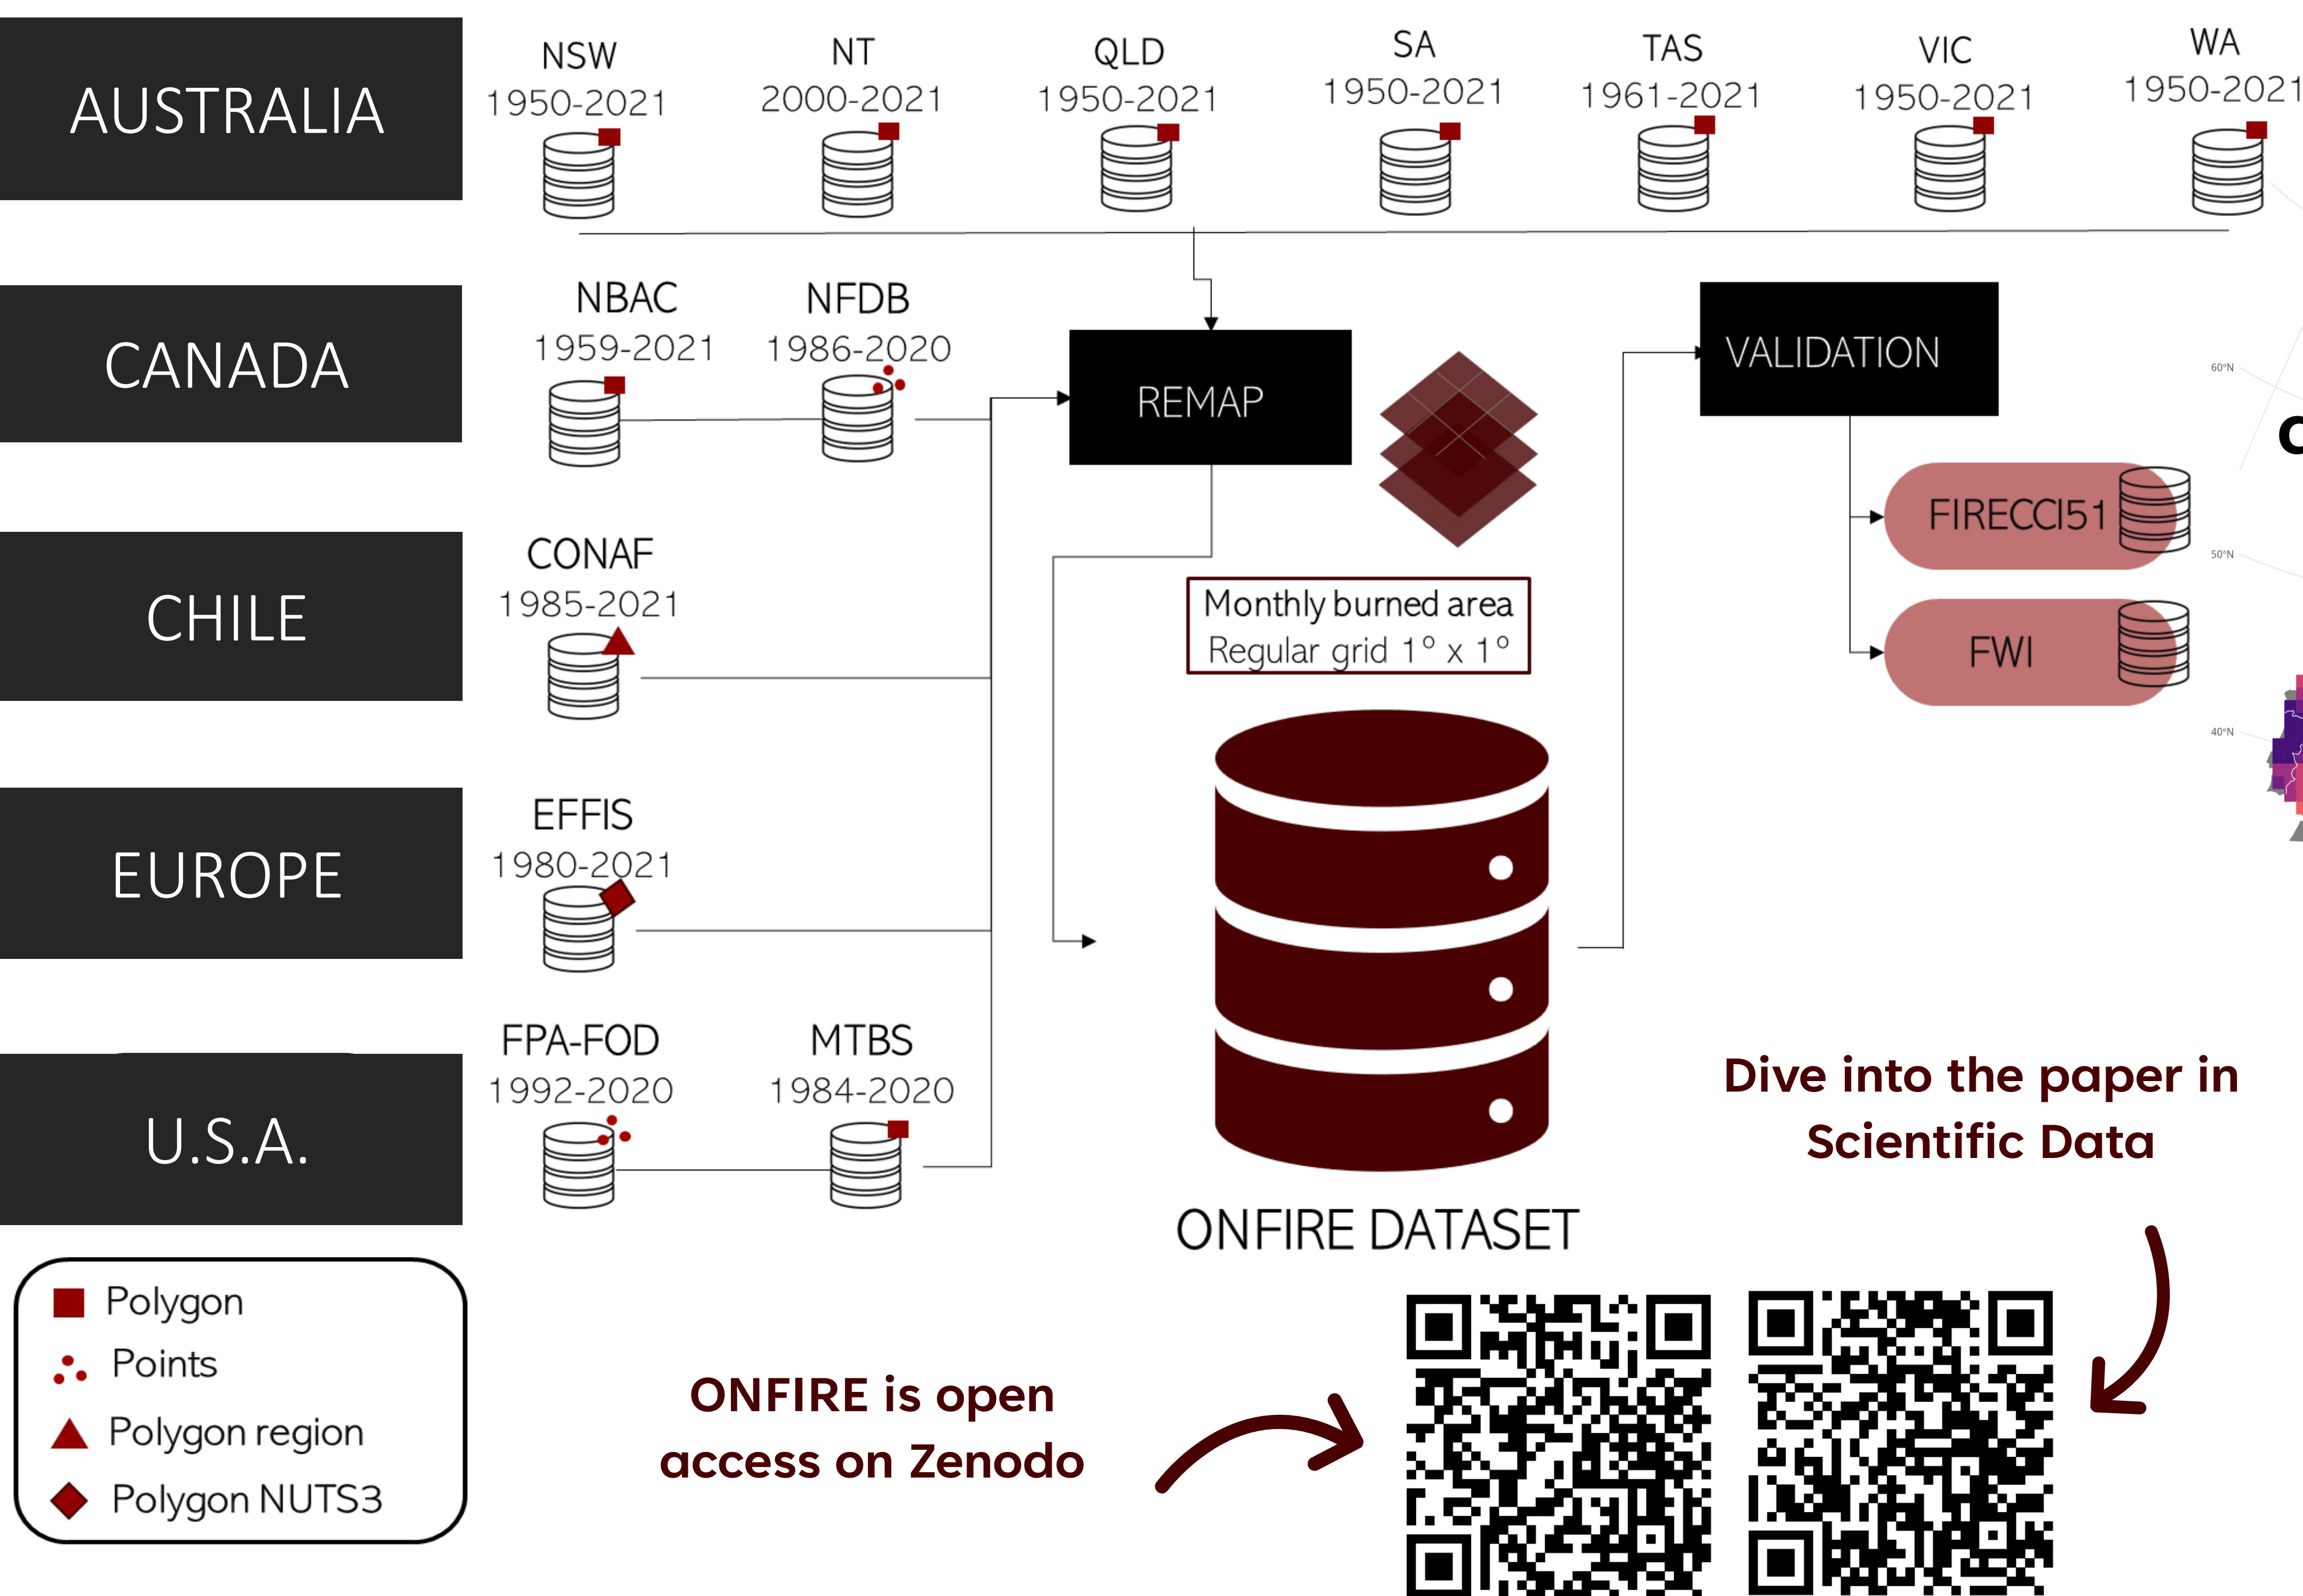 AUSTRALIA
NSW
1950-2021
NT
2000-2021
QLD
1950-2021
SA
1950-2021
TAS
1961-2021
VIC
1950-2021
WA
1950-2021
CANADA
NBAC
1959-2021
NFDB
1986-2020
REMAP
VALIDATION
60°N
FIRECCI51
50°N
FWI
40°N
CHILE
CONAF
1985-2021
Monthly burned area
Regular grid 1° x 1°
EUROPE
EFFIS
1980-2021
U.S.A.
FPA-FOD
1992-2020
MTBS
1984-2020
Dive into the paper in
Scientific Data
ONFIRE DATASET
Polygon
Points
Polygon region
Polygon NUTS3
ONFIRE is open
access on Zenodo